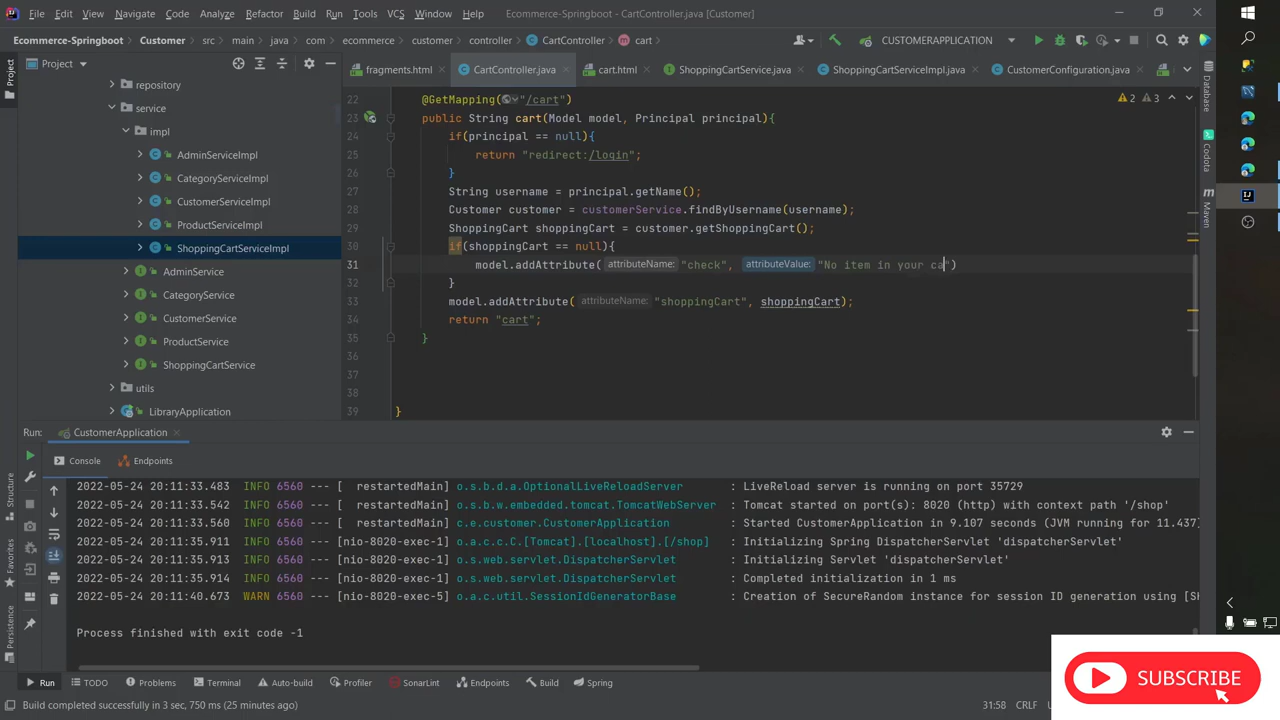 File Edit View Navigate Code Analyze Refactor Build Run Tools VCS Window Help Ecommerce-Springboot - CartController.java [Customer]
Ecommerce-Springboot Customer src main java com ecommerce customer controller CartController cart CUSTOMERAPPLICATION
Project fragments.html CartController.java cart.html ShoppingCartService.java ShoppingCartServiceImpl.java CustomerConfiguration.java
repository
service
impl
AdminServiceImpl
CategoryServiceImpl
CustomerServiceImpl
ProductServiceImpl
ShoppingCartServiceImpl
AdminService
CategoryService
CustomerService
ProductService
ShoppingCartService
utils
LibraryApplication
2 3
22 @GetMapping("/cart")
23 public String cart(Model model, Principal principal){
24 if(principal == null){
25 return "redirect:/login";
26 }
27 String username = principal.getName();
28 Customer customer = customerService.findByUsername(username);
29 ShoppingCart shoppingCart = customer.getShoppingCart();
30 if(shoppingCart == null){
31 model.addAttribute( attributeName: "check", attributeValue: "No item in your ca")
32 }
33 model.addAttribute( attributeName: "shoppingCart", shoppingCart);
34 return "cart";
35 }
36
37
38
39 }
Project
Structure
Favorites
Persistence
Database
Codota
Maven
Run: CustomerApplication
Console Endpoints
2022-05-24 20:11:33.483 INFO 6560 --- [ restartedMain] o.s.b.d.a.OptionalLiveReloadServer : LiveReload server is running on port 35729
2022-05-24 20:11:33.542 INFO 6560 --- [ restartedMain] o.s.b.w.embedded.tomcat.TomcatWebServer : Tomcat started on port(s): 8020 (http) with context path '/shop'
2022-05-24 20:11:33.560 INFO 6560 --- [ restartedMain] c.e.customer.CustomerApplication : Started CustomerApplication in 9.107 seconds (JVM running for 11.437)
2022-05-24 20:11:35.911 INFO 6560 --- [nio-8020-exec-1] o.a.c.c.C.[Tomcat].[localhost].[/shop] : Initializing Spring DispatcherServlet 'dispatcherServlet'
2022-05-24 20:11:35.913 INFO 6560 --- [nio-8020-exec-1] o.s.web.servlet.DispatcherServlet : Initializing Servlet 'dispatcherServlet'
2022-05-24 20:11:35.914 INFO 6560 --- [nio-8020-exec-1] o.s.web.servlet.DispatcherServlet : Completed initialization in 1 ms
2022-05-24 20:11:40.673 WARN 6560 --- [nio-8020-exec-5] o.a.c.util.SessionIdGeneratorBase : Creation of SecureRandom instance for session ID generation using [SH
Process finished with exit code -1
Run TODO Problems Terminal Auto-build Profiler SonarLint Endpoints Build Spring
Build completed successfully in 3 sec, 750 ms (25 minutes ago) 31:58 CRLF
SUBSCRIBE